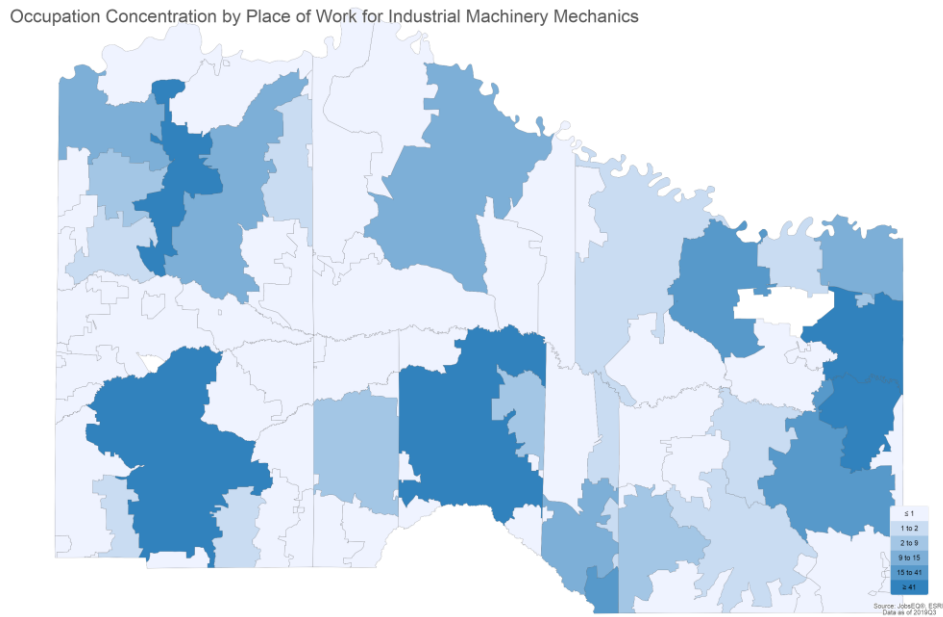 Occupation Concentration by Place of Work for Industrial Machinery Mechanics
≤ 1
1 to 2
2 to 9
9 to 15
15 to 41
≥ 41
Source: JobsEQ®, ESRI
Data as of 2019Q3